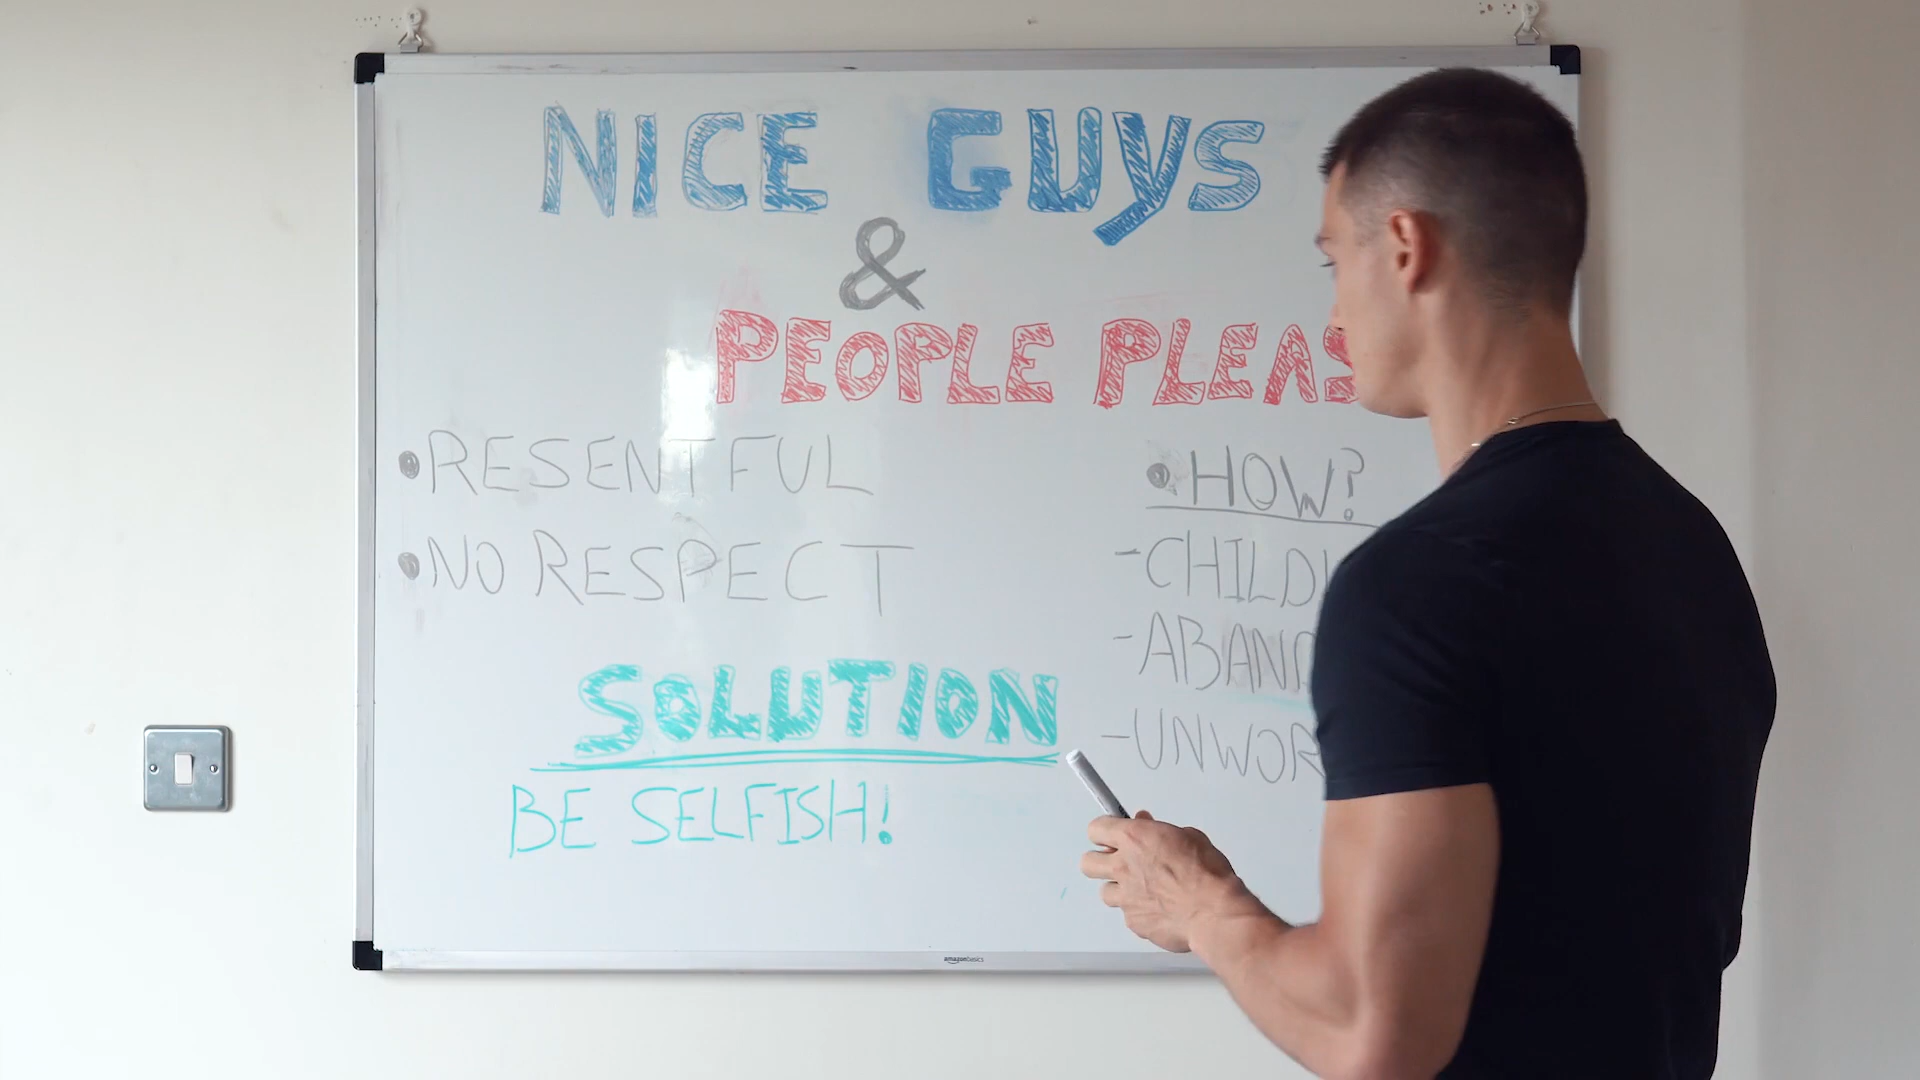 NICE GUYS
&
PEOPLE PLEAS
• RESENTFUL
• NO RESPECT
• HOW?
- CHILD
- ABAN
- UNWOR
SOLUTION
BE SELFISH!
amazonbasics